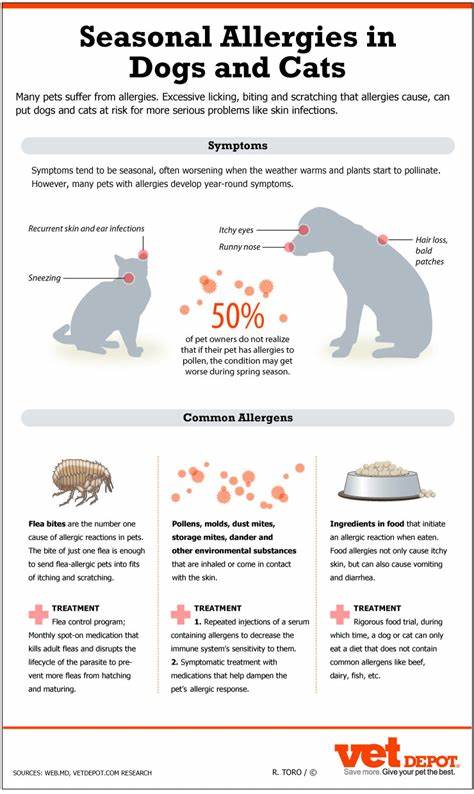 Seasonal Allergies in
Dogs and Cats
Many pets suffer from allergies. Excessive licking, biting and scratching that allergies cause, can
put dogs and cats at risk for more serious problems like skin infections.
Symptoms
Symptoms tend to be seasonal, often worsening when the weather warms and plants start to pollinate.
However, many pets with allergies develop year-round symptoms.
Recurrent skin and ear infections
Sneezing
Itchy eyes
Runny nose
Hair loss,
bald
patches
50%
of pet owners do not realize
that if their pet has allergies to
pollen, the condition may get
worse during spring season.
Common Allergens
Flea bites are the number one
cause of allergic reactions in pets.
The bite of just one flea is enough
to send flea-allergic pets into fits
of itching and scratching.
TREATMENT
Flea control program;
Monthly spot-on medication that
kills adult fleas and disrupts the
lifecycle of the parasite to pre-
vent more fleas from hatching
and maturing.
Pollens, molds, dust mites,
storage mites, dander and
other environmental substances
that are inhaled or come in contact
with the skin.
TREATMENT
1. Repeated injections of a serum
containing allergens to decrease the
immune system's sensitivity to them.
2. Symptomatic treatment with
medications that help dampen the
pet's allergic response.
Ingredients in food that initiate
an allergic reaction when eaten.
Food allergies not only cause itchy
skin, but can also cause vomiting
and diarrhea.
TREATMENT
Rigorous food trial, during
which time, a dog or cat can only
eat a diet that does not contain
common allergens like beef,
dairy, fish, etc.
SOURCES: WEB.MD, VETDEPOT.COM RESEARCH
R. TORO / ©
vet DEPOT.
Save more. Give your pet the best.